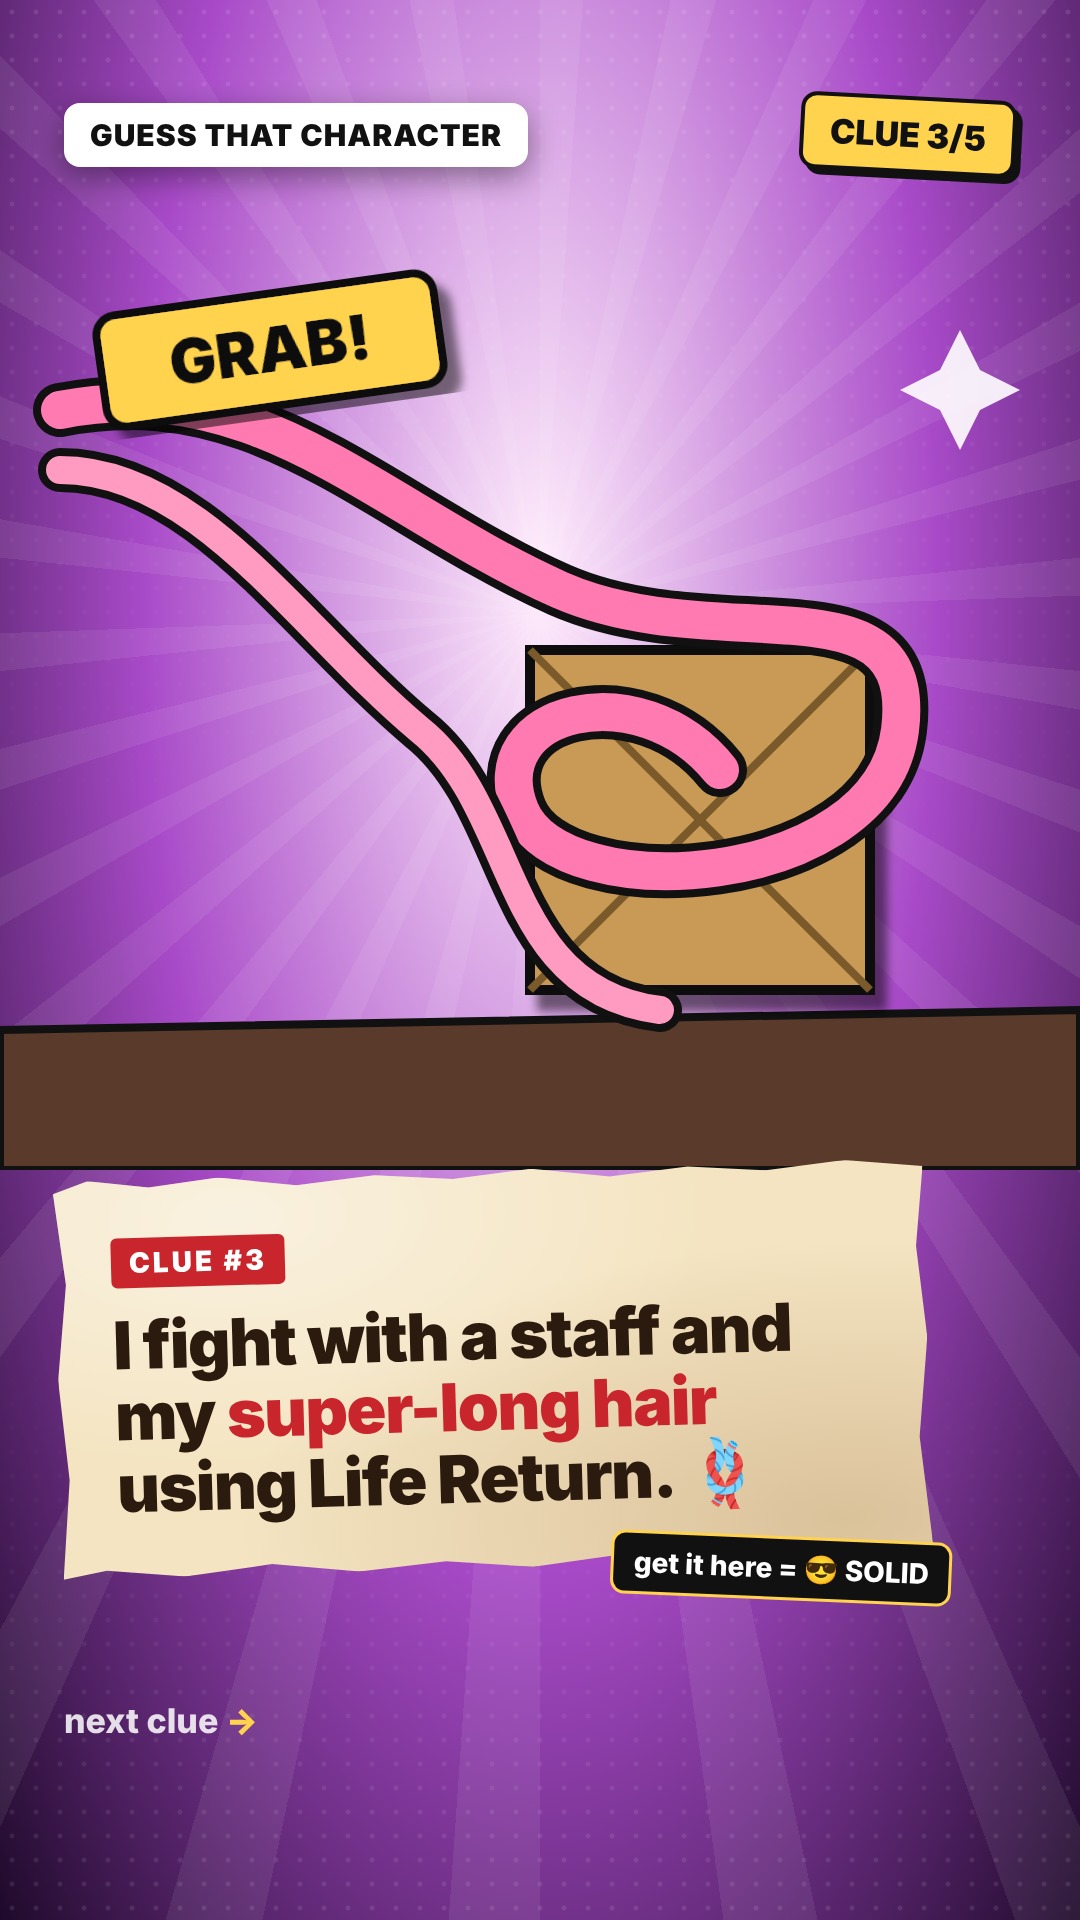 GUESS THAT CHARACTER
CLUE 3/5
GRAB!
CLUE #3
I fight with a staff and
my super-long hair
using Life Return. 🪢
get it here = 😎 SOLID
next clue →